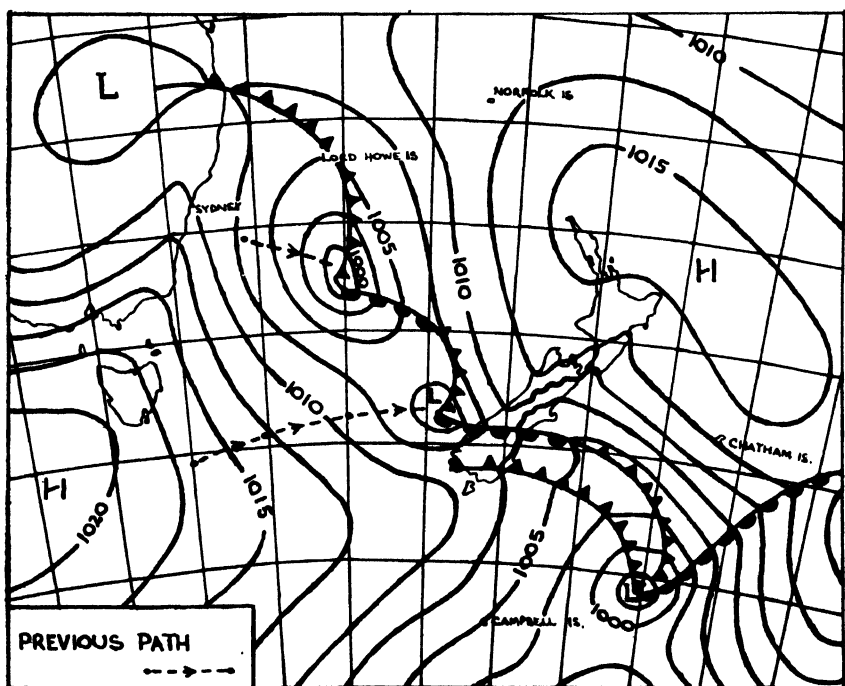 1010
L
NORFOLK IS
LORD HOWE IS
1015
SYDNEY
1005
1000
1010
H
L
1010
CHATHAM IS.
H
1020
1015
1005
L
1000
CAMPBELL IS.
PREVIOUS PATH